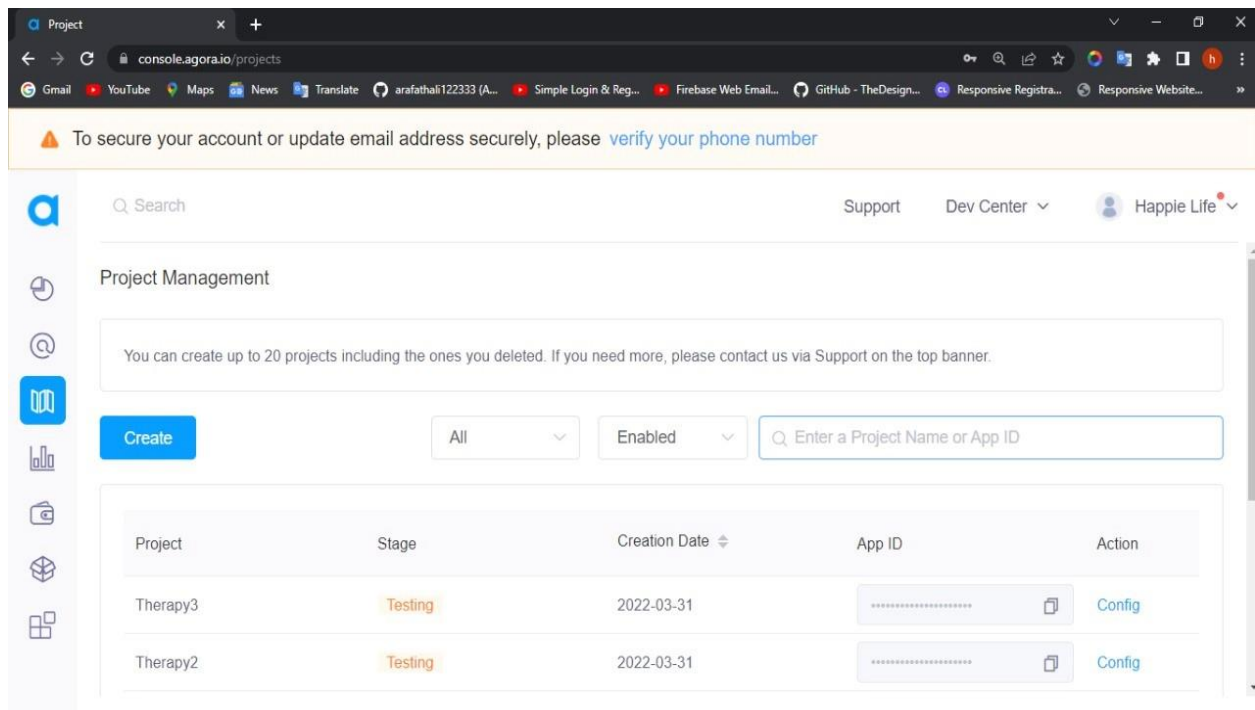 Project
console.agora.io/projects
Gmail YouTube Maps News Translate arafathali122333 (A... Simple Login & Reg... Firebase Web Email... GitHub - TheDesign... Responsive Registra... Responsive Website... »
To secure your account or update email address securely, please verify your phone number
Search Support Dev Center Happie Life
Project Management
You can create up to 20 projects including the ones you deleted. If you need more, please contact us via Support on the top banner.
Create All Enabled Enter a Project Name or App ID
Project Stage Creation Date App ID Action
Therapy3 Testing 2022-03-31 •••••••••••••••••••• Config
Therapy2 Testing 2022-03-31 •••••••••••••••••••• Config